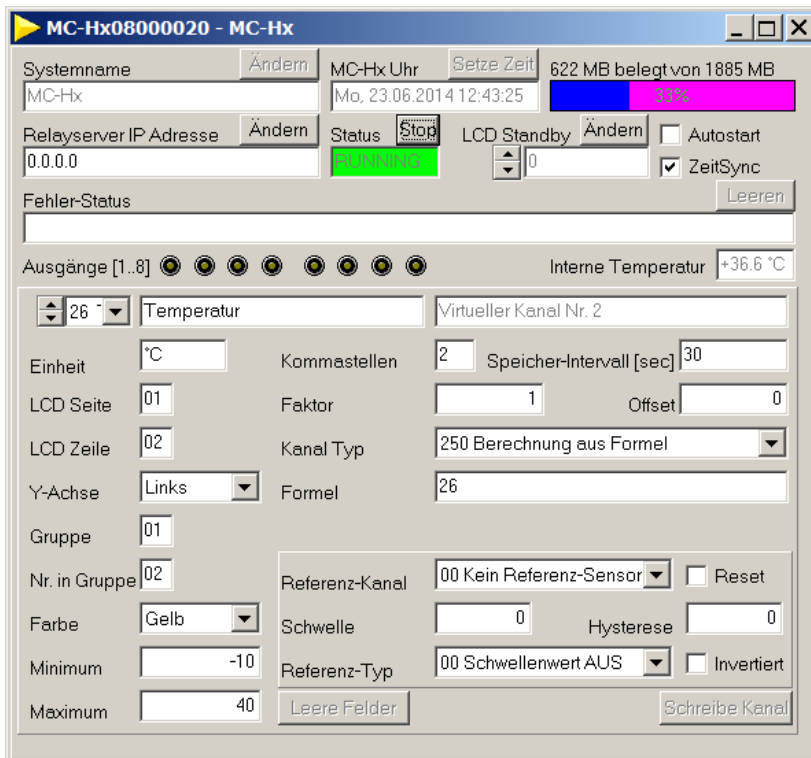 MC-Hx08000020 - MC-Hx
Systemname Ändern MC-Hx Uhr Setze Zeit 622 MB belegt von 1885 MB
MC-Hx Mo, 23.06.2014 12:43:25 33%
Relayserver IP Adresse Ändern Status Stop LCD Standby Ändern Autostart
0.0.0.0 RUNNING 0 ZeitSync
Fehler-Status Leeren
Ausgänge [1..8] Interne Temperatur +36.6 °C
26 Temperatur Virtueller Kanal Nr. 2
Einheit °C Kommastellen 2 Speicher-Intervall [sec] 30
LCD Seite 01 Faktor 1 Offset 0
LCD Zeile 02 Kanal Typ 250 Berechnung aus Formel
Y-Achse Links Formel 26
Gruppe 01
Nr. in Gruppe 02 Referenz-Kanal 00 Kein Referenz-Sensor Reset
Farbe Gelb Schwelle 0 Hysterese 0
Minimum -10 Referenz-Typ 00 Schwellenwert AUS Invertiert
Maximum 40 Leere Felder Schreibe Kanal